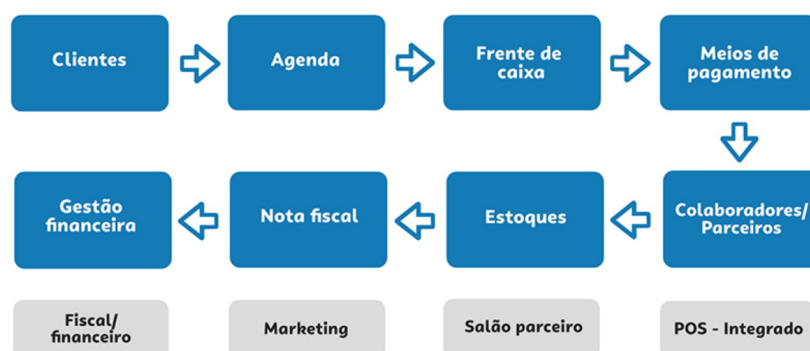 Clientes
Agenda
Frente de
caixa
Meios de
pagamento
Gestão
financeira
Nota fiscal
Estoques
Colaboradores/
Parceiros
Fiscal/
financeiro
Marketing
Salão parceiro
POS - Integrado